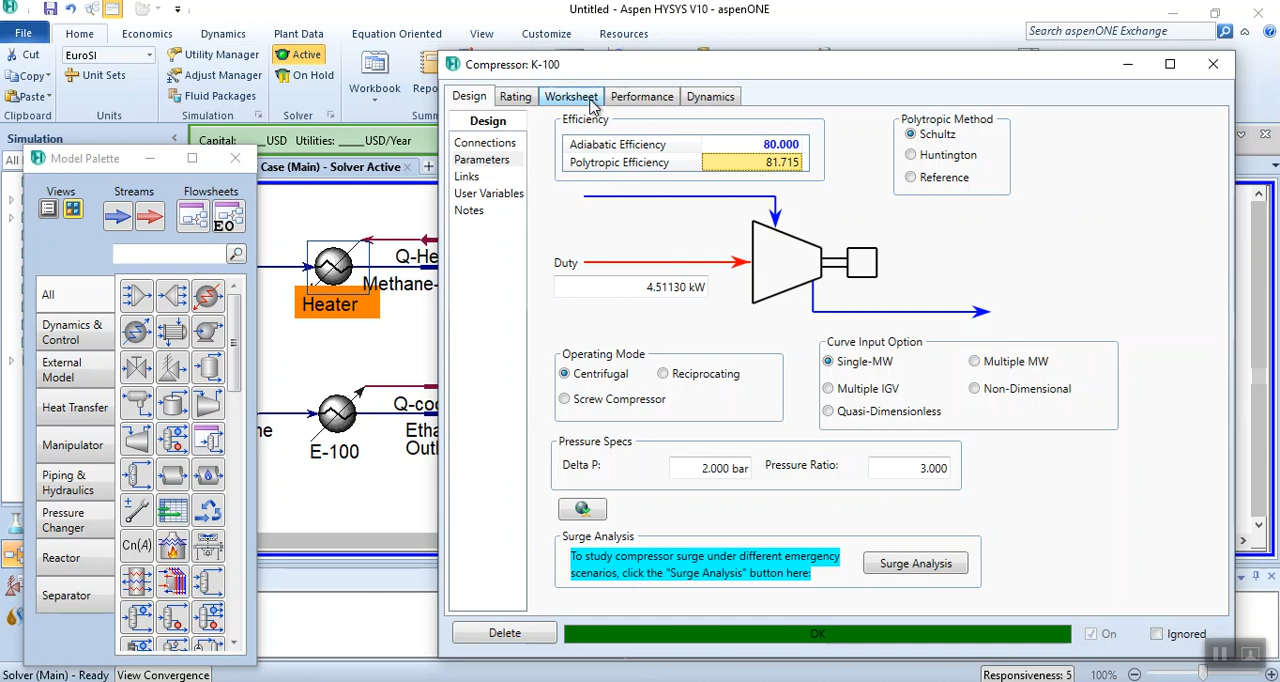 Untitled - Aspen HYSYS V10 - aspenONE
File Home Economics Dynamics Plant Data Equation Oriented View Customize Resources
Search aspenONE Exchange
Cut EuroSI Utility Manager Active
Copy Unit Sets Adjust Manager On Hold Workbook
Paste Fluid Packages
Clipboard Units Simulation Solver
Compressor: K-100
Design Rating Worksheet Performance Dynamics
Simulation
Capital: ___USD Utilities: ___USD/Year
Case (Main) - Solver Active
Model Palette
Views Streams Flowsheets
EO
All
Dynamics & Control
External Model
Heat Transfer
Manipulator
Piping & Hydraulics
Pressure Changer
Reactor
Separator
Cn(A)
Heater
Methane-
E-100
Design
Connections
Parameters
Links
User Variables
Notes
Efficiency
Adiabatic Efficiency 80.000
Polytropic Efficiency 81.715
Polytropic Method
Schultz
Huntington
Reference
Duty
4.51130 kW
Operating Mode
Centrifugal Reciprocating
Screw Compressor
Curve Input Option
Single-MW Multiple MW
Multiple IGV Non-Dimensional
Quasi-Dimensionless
Pressure Specs
Delta P: 2.000 bar Pressure Ratio: 3.000
Surge Analysis
To study compressor surge under different emergency
scenarios, click the "Surge Analysis" button here:
Surge Analysis
Delete OK On Ignored
Solver (Main) - Ready View Convergence Responsiveness: 5 100%